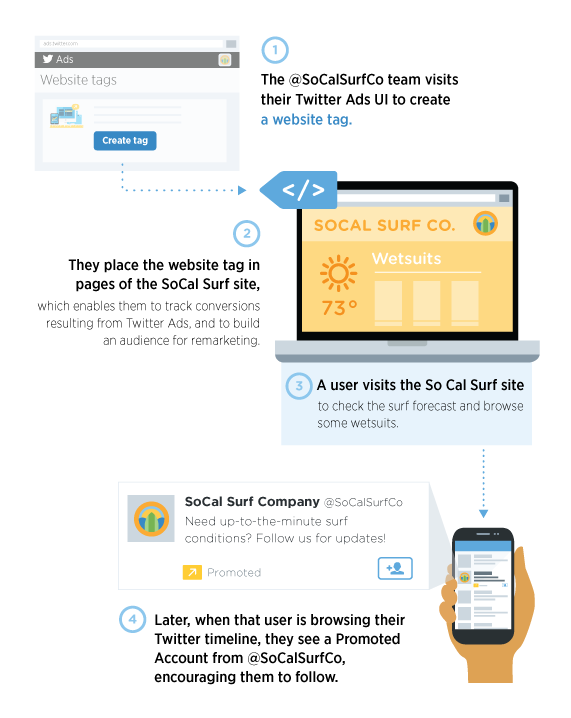 ads.twitter.com
Ads
Website tags
Create tag
1
The @SoCalSurfCo team visits
their Twitter Ads UI to create
a website tag.
</>
2
They place the website tag in
pages of the SoCal Surf site,
which enables them to track conversions
resulting from Twitter Ads, and to build
an audience for remarketing.
SOCAL SURF CO.
Wetsuits
73°
3
A user visits the So Cal Surf site
to check the surf forecast and browse
some wetsuits.
SoCal Surf Company @SoCalSurfCo
Need up-to-the-minute surf
conditions? Follow us for updates!
Promoted
4
Later, when that user is browsing their
Twitter timeline, they see a Promoted
Account from @SoCalSurfCo,
encouraging them to follow.